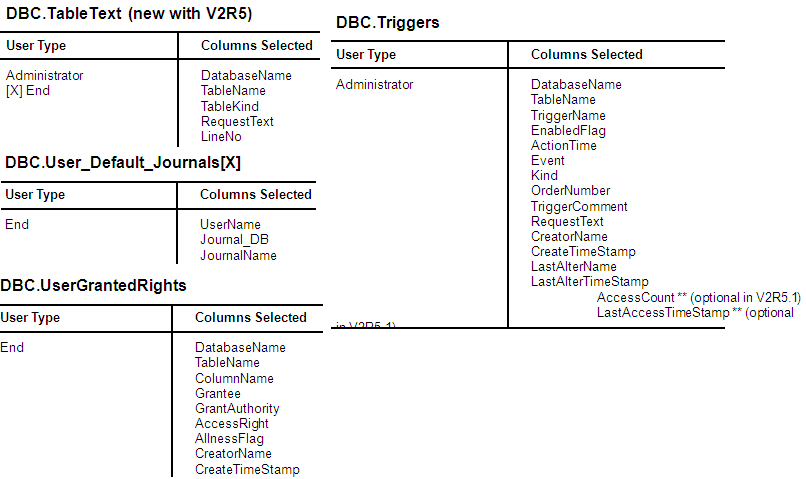 DBC.TableText (new with V2R5)
User Type Columns Selected
Administrator DatabaseName
[X] End TableName
TableKind
RequestText
LineNo
DBC.User_Default_Journals[X]
User Type Columns Selected
End UserName
Journal_DB
JournalName
DBC.UserGrantedRights
User Type Columns Selected
End DatabaseName
TableName
ColumnName
Grantee
GrantAuthority
AccessRight
AllnessFlag
CreatorName
CreateTimeStamp
DBC.Triggers
User Type Columns Selected
Administrator DatabaseName
TableName
TriggerName
EnabledFlag
ActionTime
Event
Kind
OrderNumber
TriggerComment
RequestText
CreatorName
CreateTimeStamp
LastAlterName
LastAlterTimeStamp
AccessCount ** (optional in V2R5.1)
LastAccessTimeStamp ** (optional
in V2R5.1)